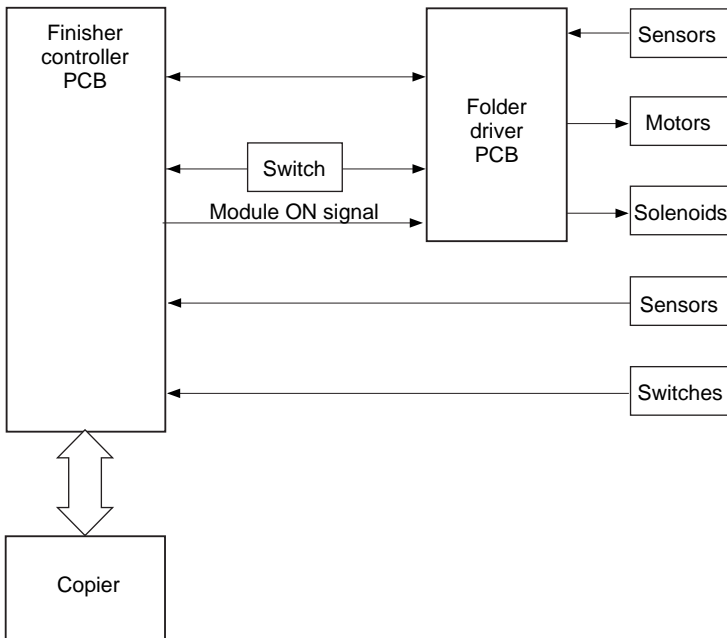 Finisher
controller
PCB
Sensors
Folder
driver
PCB
Motors
Switch
Module ON signal
Solenoids
Sensors
Switches
Copier